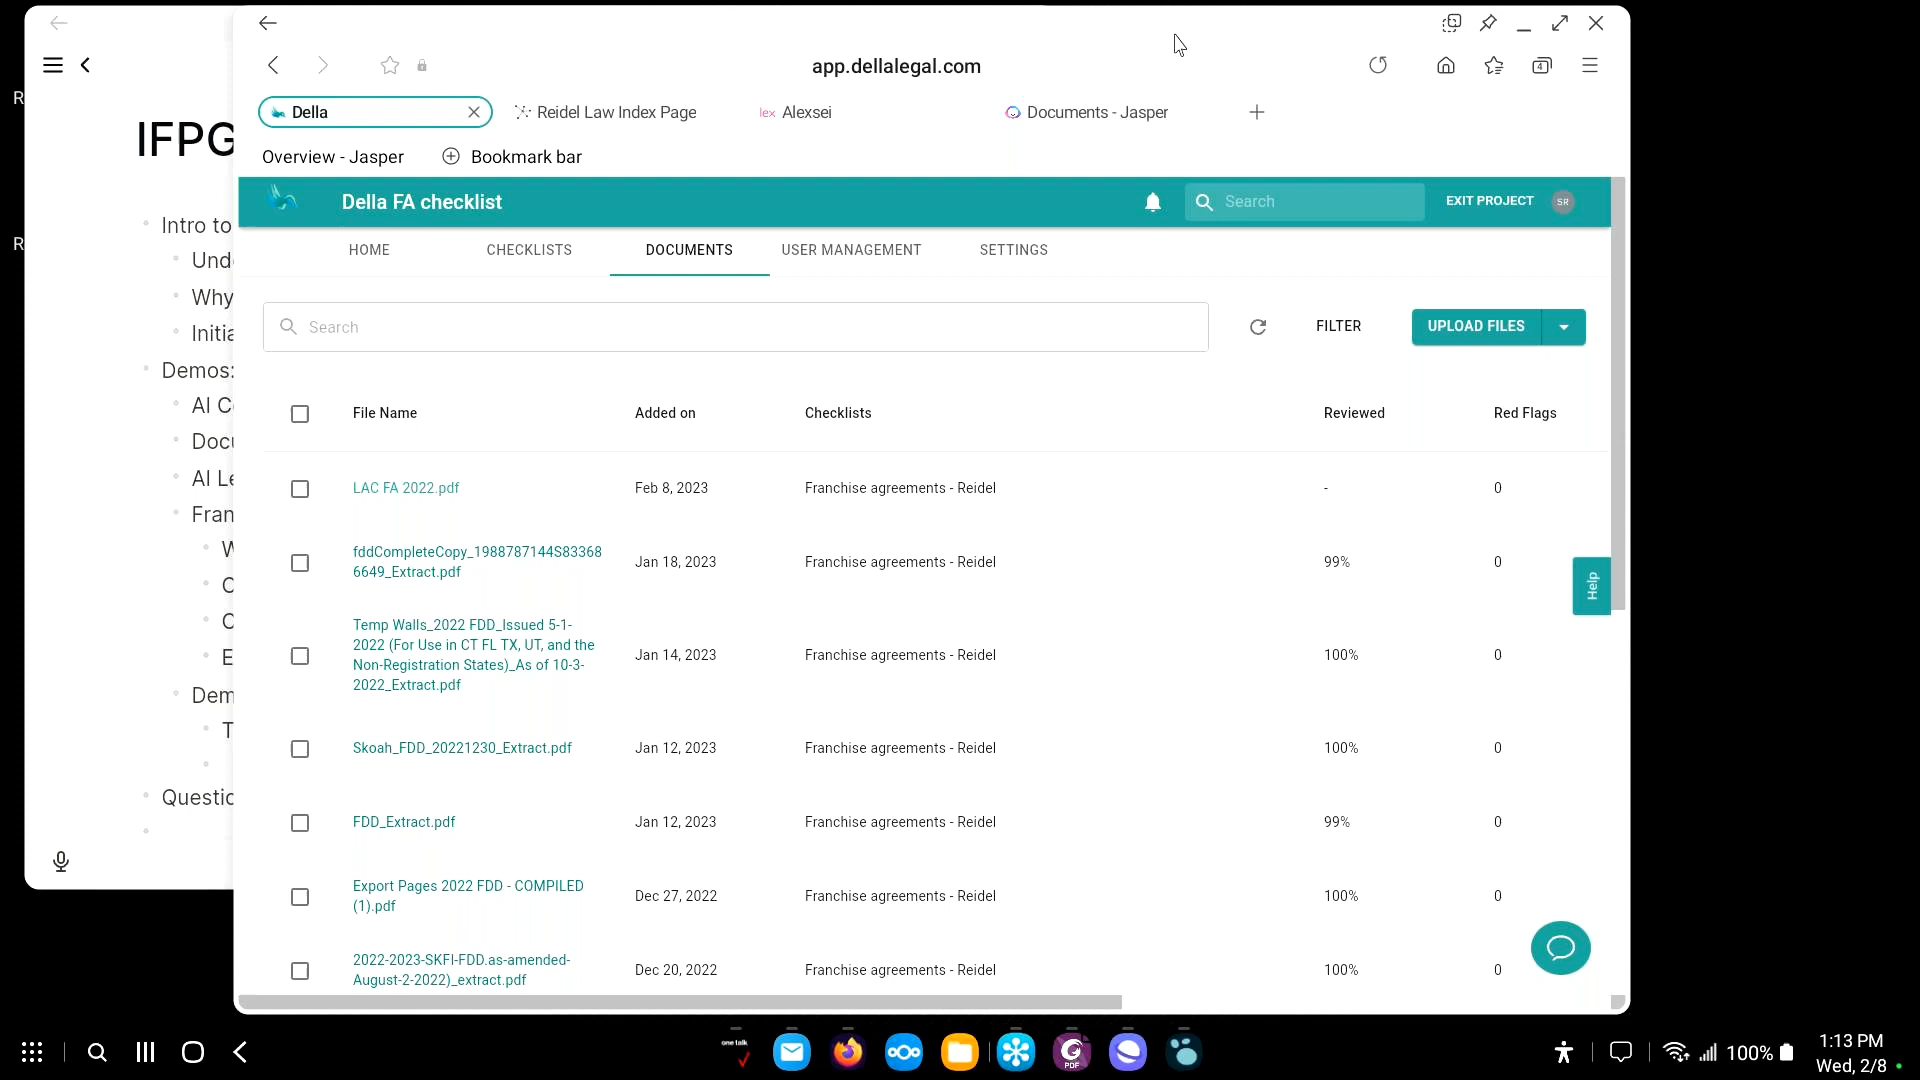 app.dellalegal.com
4
Della
Reidel Law Index Page
lex Alexsei
Documents - Jasper
Overview - Jasper
Bookmark bar
R
R
IFPG
Intro to
Und
Why
Initia
Demos:
AI C
Docu
AI Le
Fran
W
C
C
E
Dem
T
Questio
Della FA checklist
Search
EXIT PROJECT
SR
HOME
CHECKLISTS
DOCUMENTS
USER MANAGEMENT
SETTINGS
Search
FILTER
UPLOAD FILES
File Name
Added on
Checklists
Reviewed
Red Flags
LAC FA 2022.pdf
Feb 8, 2023
Franchise agreements - Reidel
-
0
fddCompleteCopy_1988787144S83368
6649_Extract.pdf
Jan 18, 2023
Franchise agreements - Reidel
99%
0
Temp Walls_2022 FDD_Issued 5-1-
2022 (For Use in CT FL TX, UT, and the
Non-Registration States)_As of 10-3-
2022_Extract.pdf
Jan 14, 2023
Franchise agreements - Reidel
100%
0
Skoah_FDD_20221230_Extract.pdf
Jan 12, 2023
Franchise agreements - Reidel
100%
0
FDD_Extract.pdf
Jan 12, 2023
Franchise agreements - Reidel
99%
0
Export Pages 2022 FDD - COMPILED
(1).pdf
Dec 27, 2022
Franchise agreements - Reidel
100%
0
2022-2023-SKFI-FDD.as-amended-
August-2-2022)_extract.pdf
Dec 20, 2022
Franchise agreements - Reidel
100%
0
Help
one talk
PDF
100%
1:13 PM
Wed, 2/8